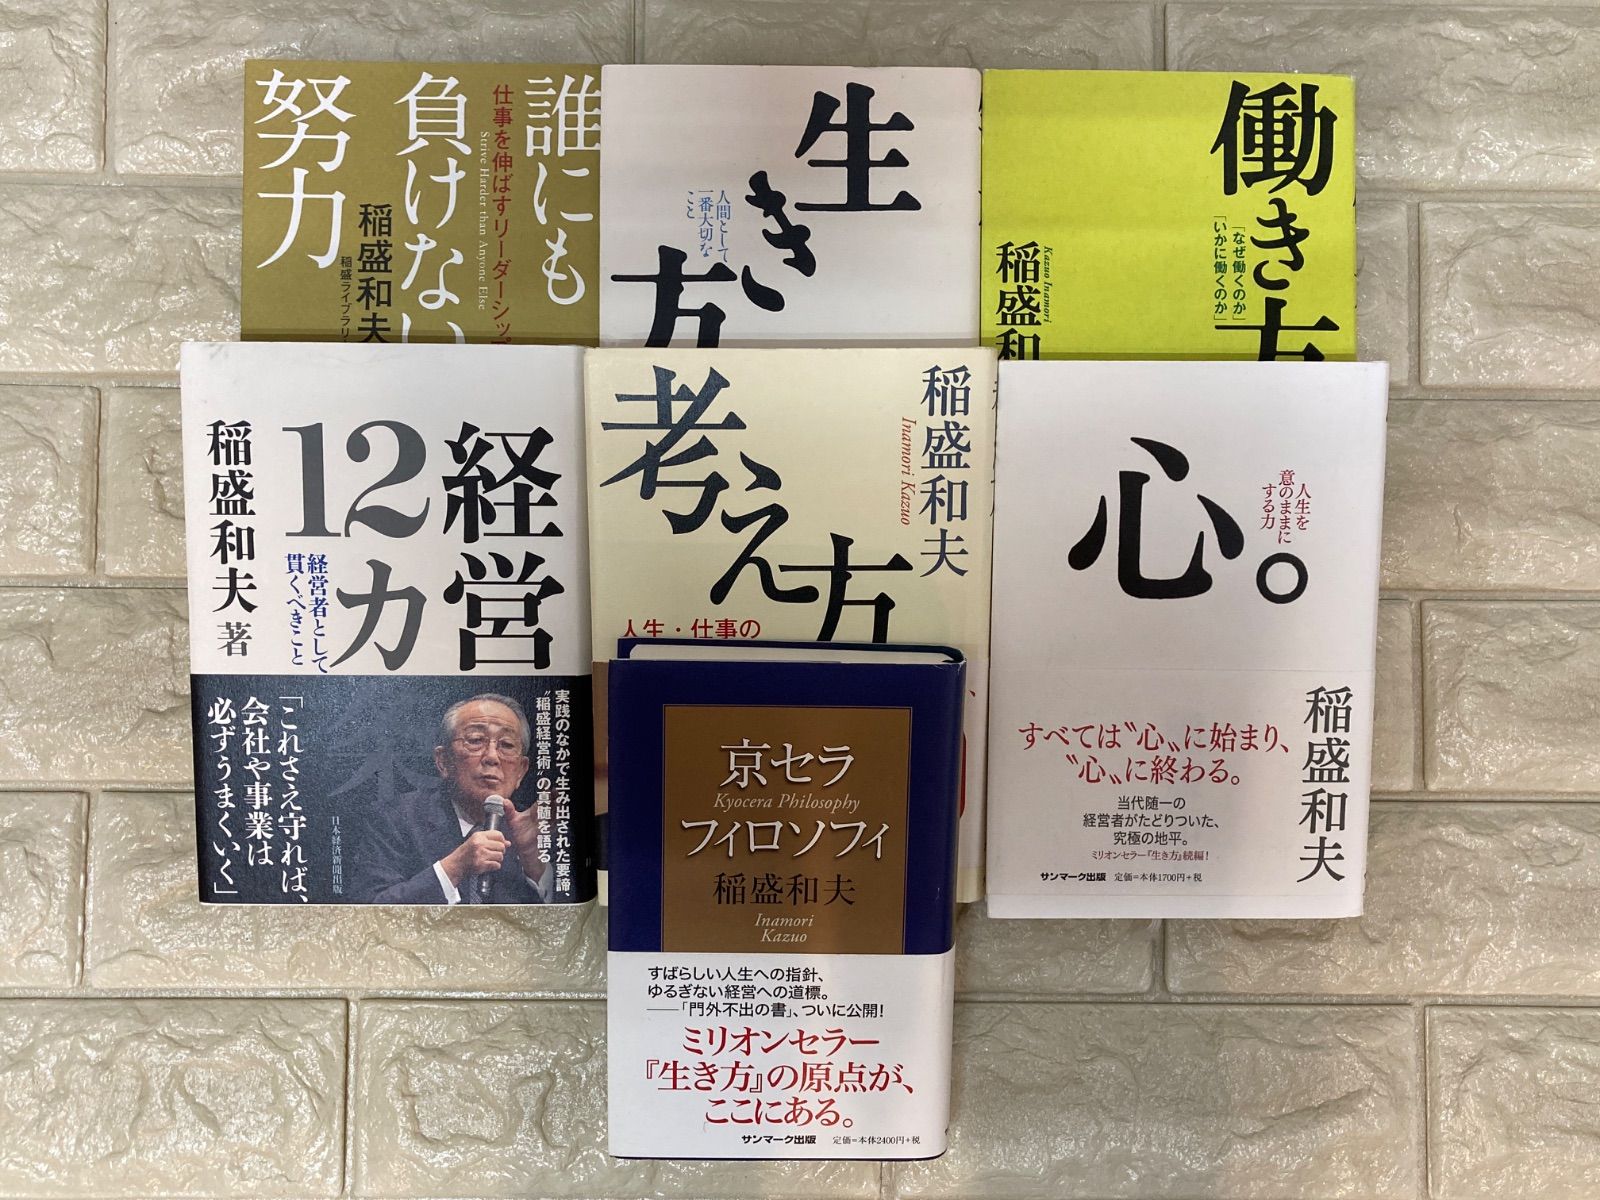 誰にも
負けない
努力
仕事を伸ばすリーダーシップ
Strive Harder than Anyone Else
稲盛和夫
稲盛ライブラリー
生き方
人間として
一番大切な
こと
働き方
「なぜ働くのか」
「いかに働くのか」
Kazuo Inamori
稲盛和
経営
12カ
経営者として
貫くべきこと
稲盛和夫 著
実践のなかで生み出された要諦、
"稲盛経営術"の真髄を語る
「これさえ守れば、
会社や事業は
必ずうまくいく」
日本経済新聞出版
稲盛和夫
Inamori Kazuo
考え方
人生・仕事の
心。
人生を
意のままに
する力
稲盛和夫
すべては〝心〟に始まり、
〝心〟に終わる。
当代随一の
経営者がたどりついた、
究極の地平。
ミリオンセラー『生き方』続編!
サンマーク出版 定価=本体1700円+税
京セラ
Kyocera Philosophy
フィロソフィ
稲盛和夫
Inamori
Kazuo
すばらしい人生への指針、
ゆるぎない経営への道標。
――「門外不出の書」、ついに公開!
ミリオンセラー
『生き方』の原点が、
ここにある。
サンマーク出版 定価=本体2400円+税